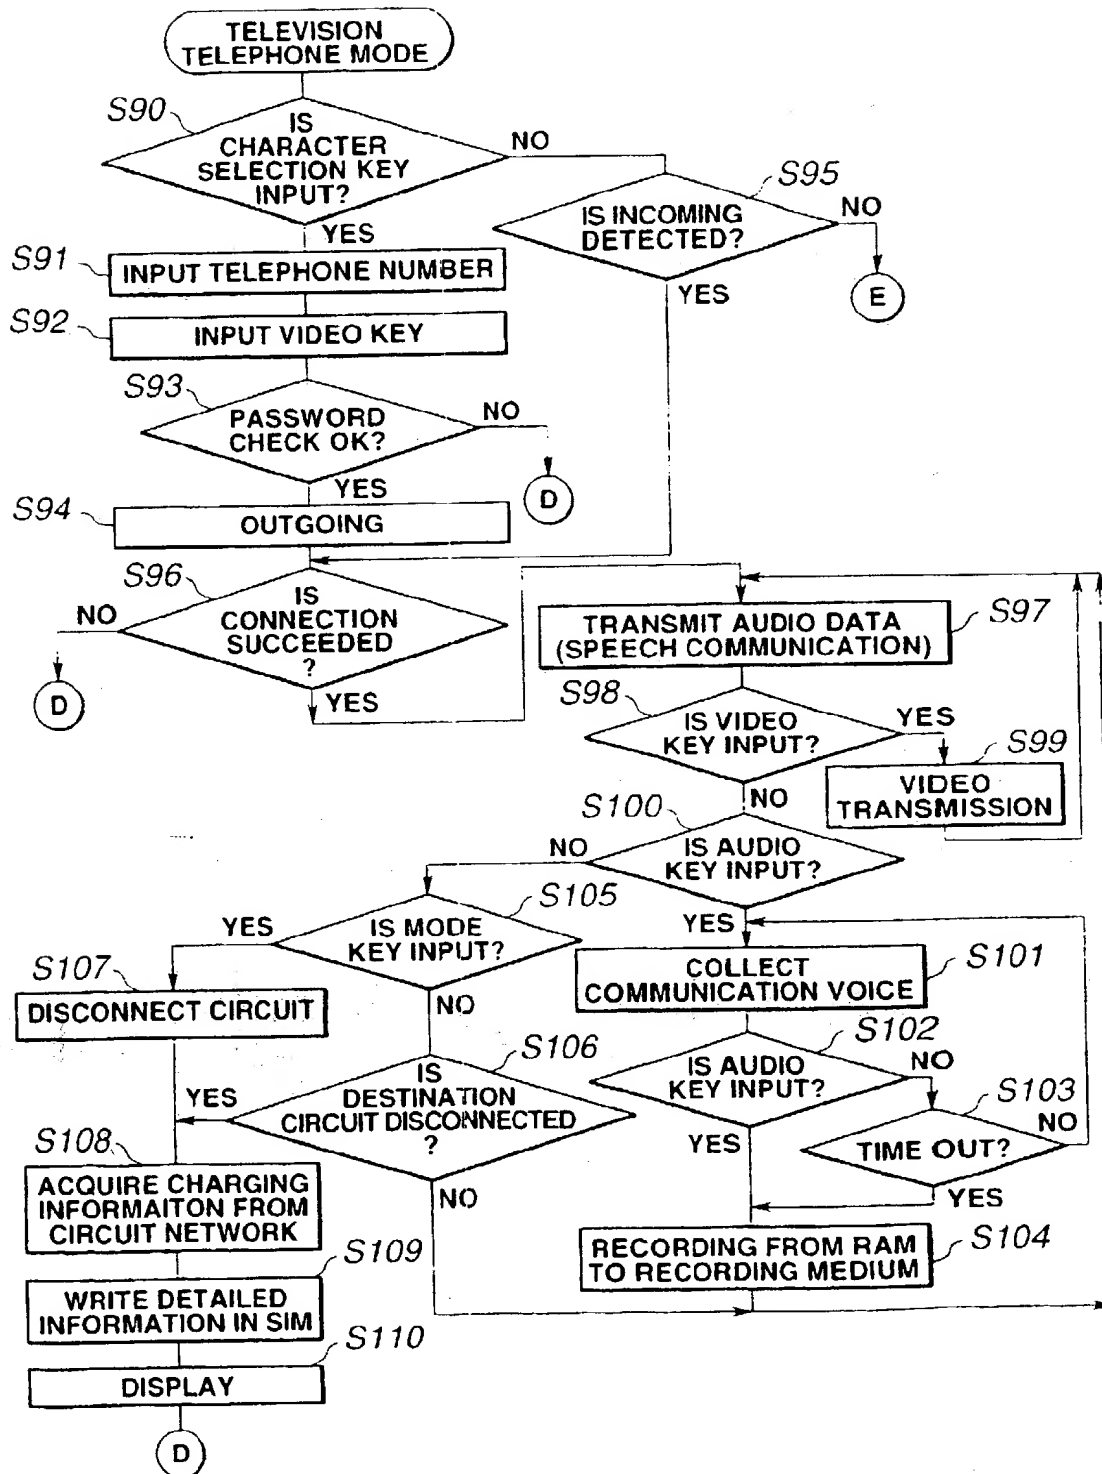 TELEVISION
TELEPHONE MODE
S90
IS
CHARACTER
SELECTION KEY
INPUT?
NO
YES
S95
IS INCOMING
DETECTED?
NO
YES
E
S91
INPUT TELEPHONE NUMBER
S92
INPUT VIDEO KEY
S93
PASSWORD
CHECK OK?
NO
YES
D
S94
OUTGOING
S96
IS
CONNECTION
SUCCEEDED
?
NO
D
YES
S97
TRANSMIT AUDIO DATA
(SPEECH COMMUNICATION)
S98
IS VIDEO
KEY INPUT?
YES
NO
S99
VIDEO
TRANSMISSION
S100
IS AUDIO
KEY INPUT?
NO
YES
S105
IS MODE
KEY INPUT?
YES
NO
S107
DISCONNECT CIRCUIT
S101
COLLECT
COMMUNICATION VOICE
S102
IS AUDIO
KEY INPUT?
NO
YES
S103
TIME OUT?
NO
YES
S106
IS
DESTINATION
CIRCUIT DISCONNECTED
?
YES
NO
S108
ACQUIRE CHARGING
INFORMAITON FROM
CIRCUIT NETWORK
S104
RECORDING FROM RAM
TO RECORDING MEDIUM
S109
WRITE DETAILED
INFORMATION IN SIM
S110
DISPLAY
D